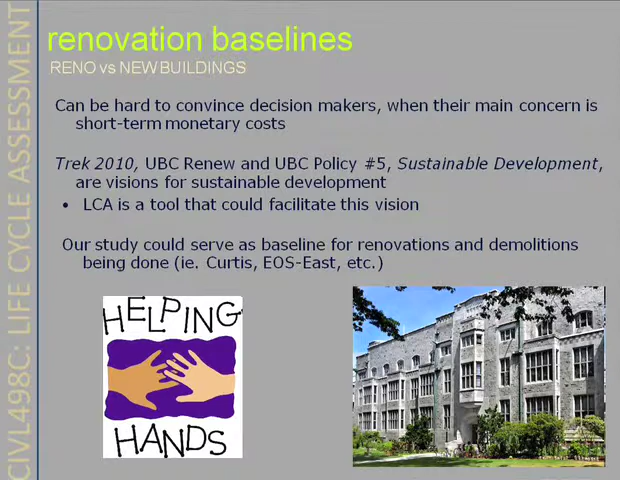 renovation baselines
RENO vs NEW BUILDINGS
Can be hard to convince decision makers, when their main concern is
short-term monetary costs
Trek 2010, UBC Renew and UBC Policy #5, Sustainable Development,
are visions for sustainable development
• LCA is a tool that could facilitate this vision
Our study could serve as baseline for renovations and demolitions
being done (ie. Curtis, EOS-East, etc.)
HELPING
HANDS
CIVL498C: LIFE CYCLE ASSESSMENT